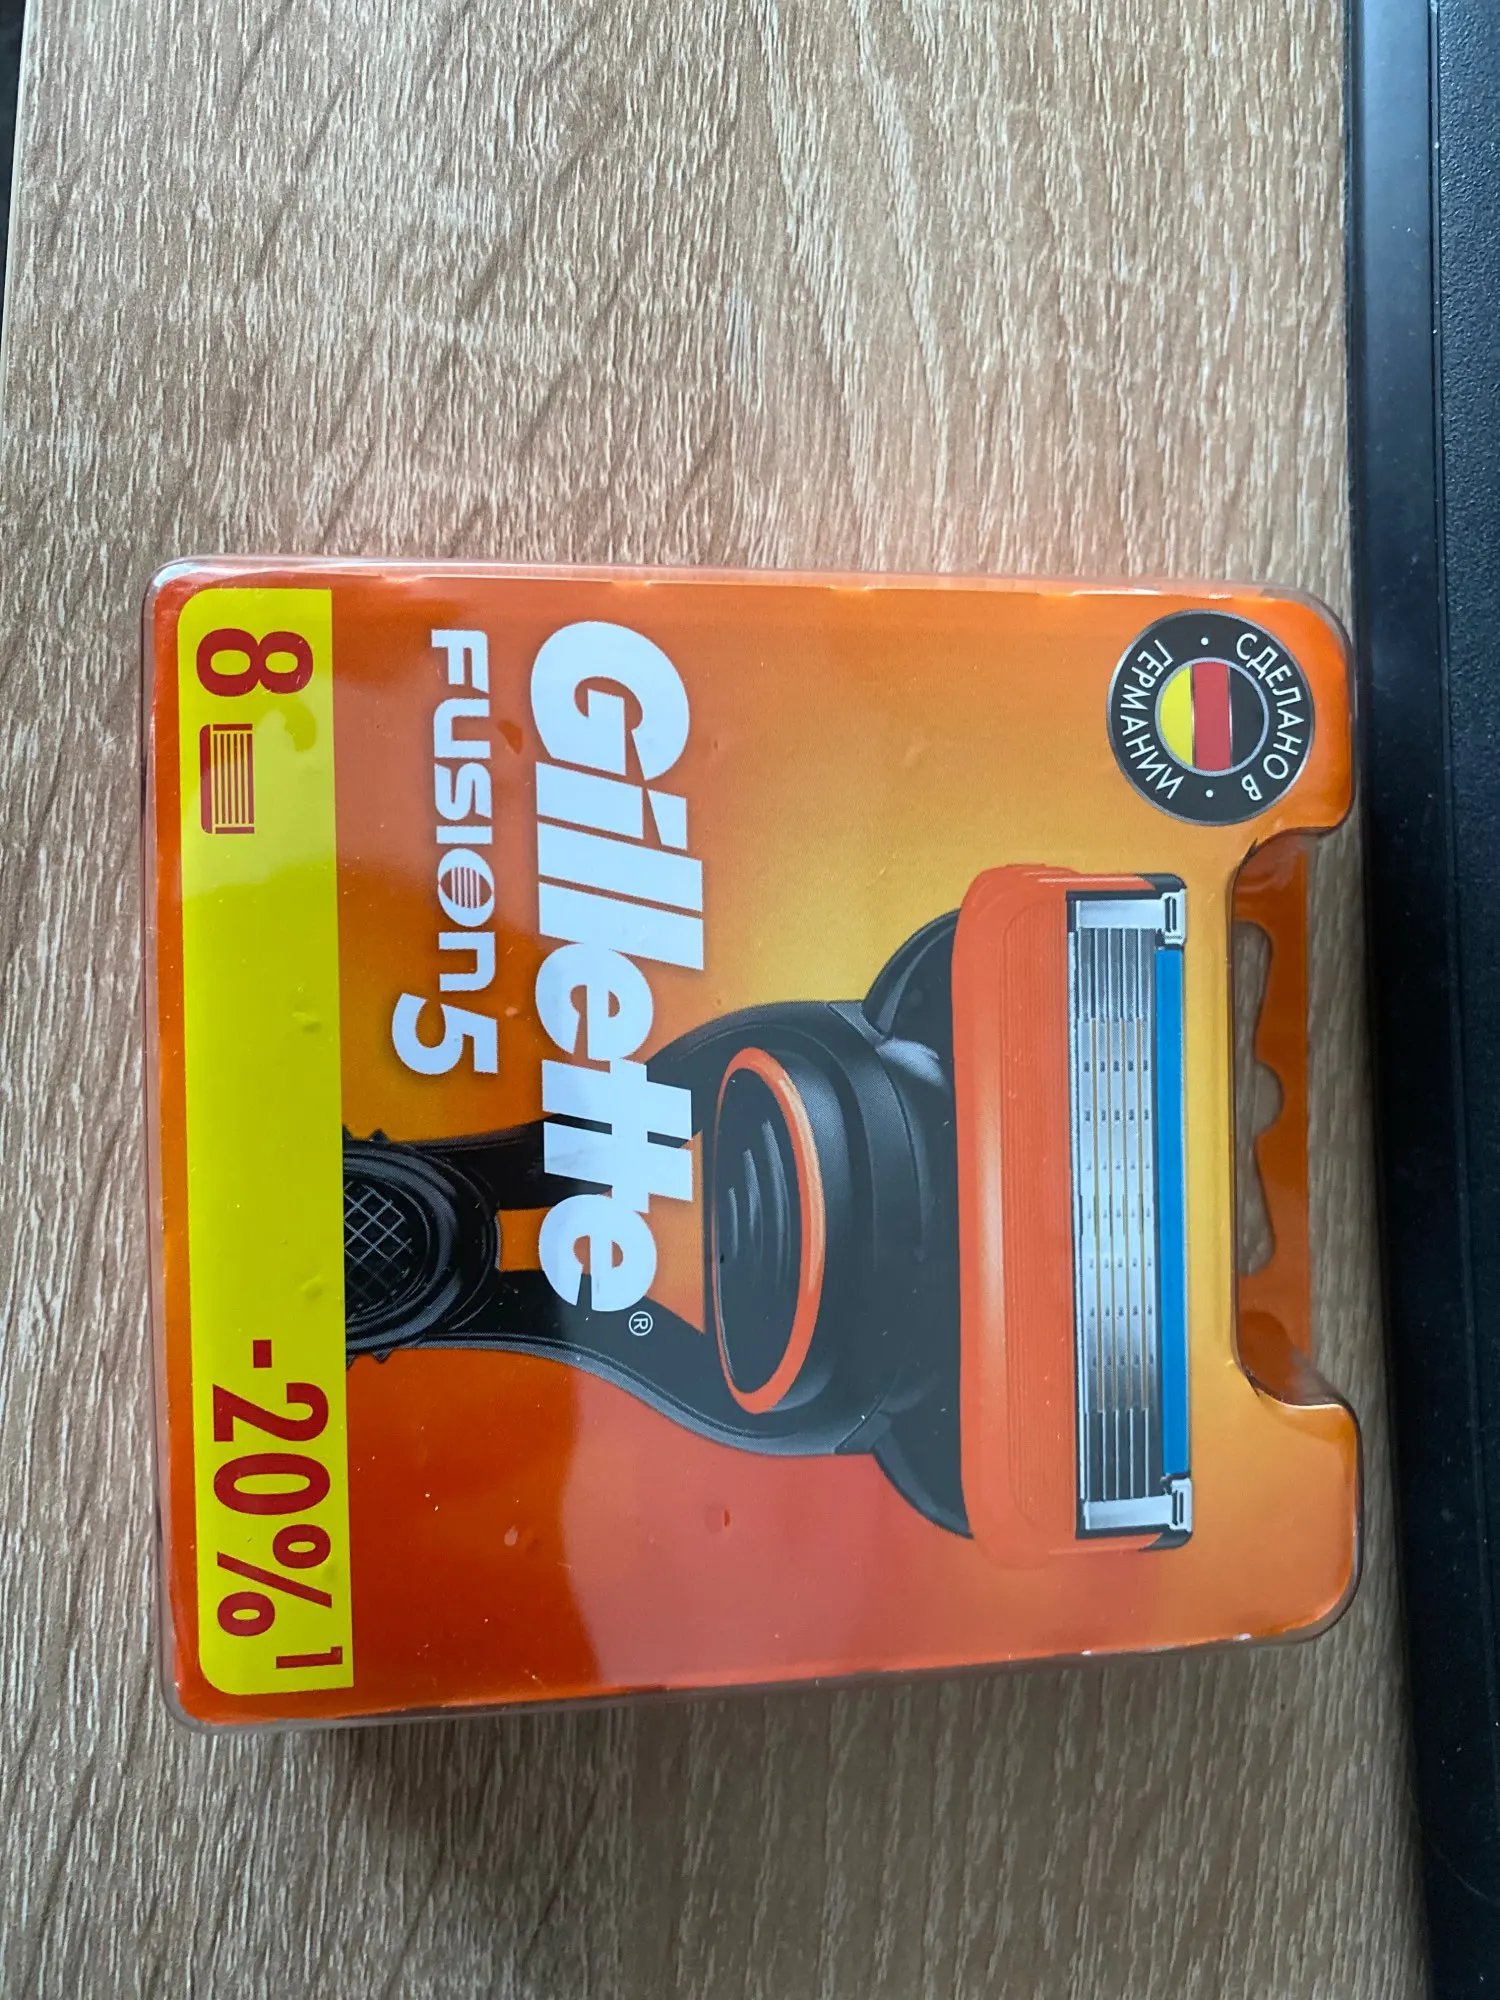 СДЕЛАНО В
ГЕРМАНИИ
Gillette®
FUSION5
8
-20%¹